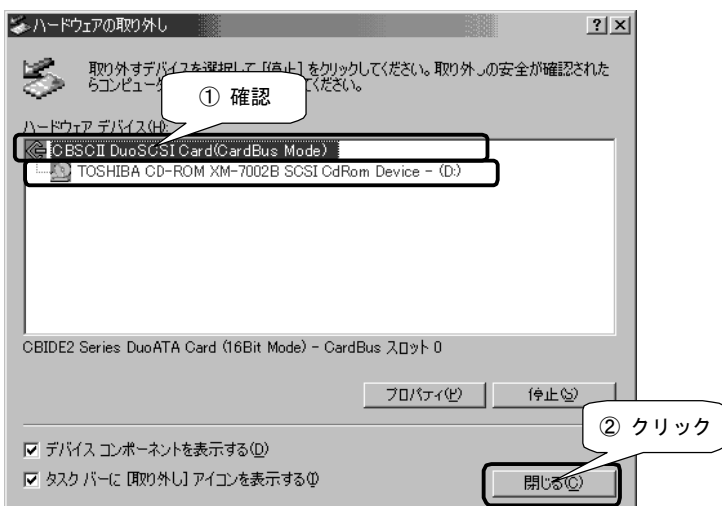 ハードウェアの取り外し
取り外すデバイスを選択して [停止] をクリックしてください。取り外しの安全が確認された
らコンピュータ てください。
① 確認
ハードウェア デバイス(H):
CBSCII DuoSCSI Card(CardBus Mode)
TOSHIBA CD-ROM XM-7002B SCSI CdRom Device - (D:)
CBIDE2 Series DuoATA Card (16Bit Mode) - CardBus スロット 0
プロパティ(P) 停止(S)
② クリック
デバイス コンポーネントを表示する(D)
タスク バーに [取り外し] アイコンを表示する(I)
閉じる(C)